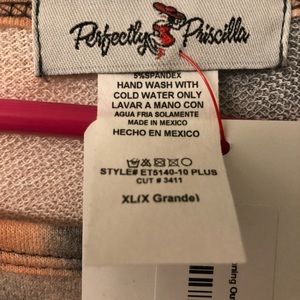 Perfectly Priscilla
5%SPANDEX
HAND WASH WITH
COLD WATER ONLY
LAVAR A MANO CON
AGUA FRIA SOLAMENTE
MADE IN MEXICO
HECHO EN MEXICO
STYLE# ET5140-10 PLUS
CUT # 3411
XL/(X Grande)